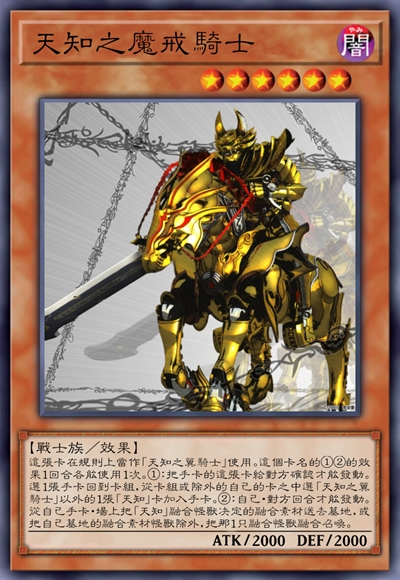 天知之魔戒騎士
やみ
闇
【戰士族／效果】
這張卡在規則上當作「天知之翼騎士」使用。這個卡名的①②的效
果1回合各能使用1次。①:把手卡的這張卡給對方確認才能發動。
選1張手卡回到卡組，從卡組或除外的自己的卡之中選「天知之翼
騎士」以外的1張「天知」卡加入手卡。②:自己·對方回合才能發動。
從自己手卡·場上把「天知」融合怪獸決定的融合素材送去墓地，或
把自己墓地的融合素材怪獸除外，把那1只融合怪獸融合召喚。
ATK/2000 DEF/2000